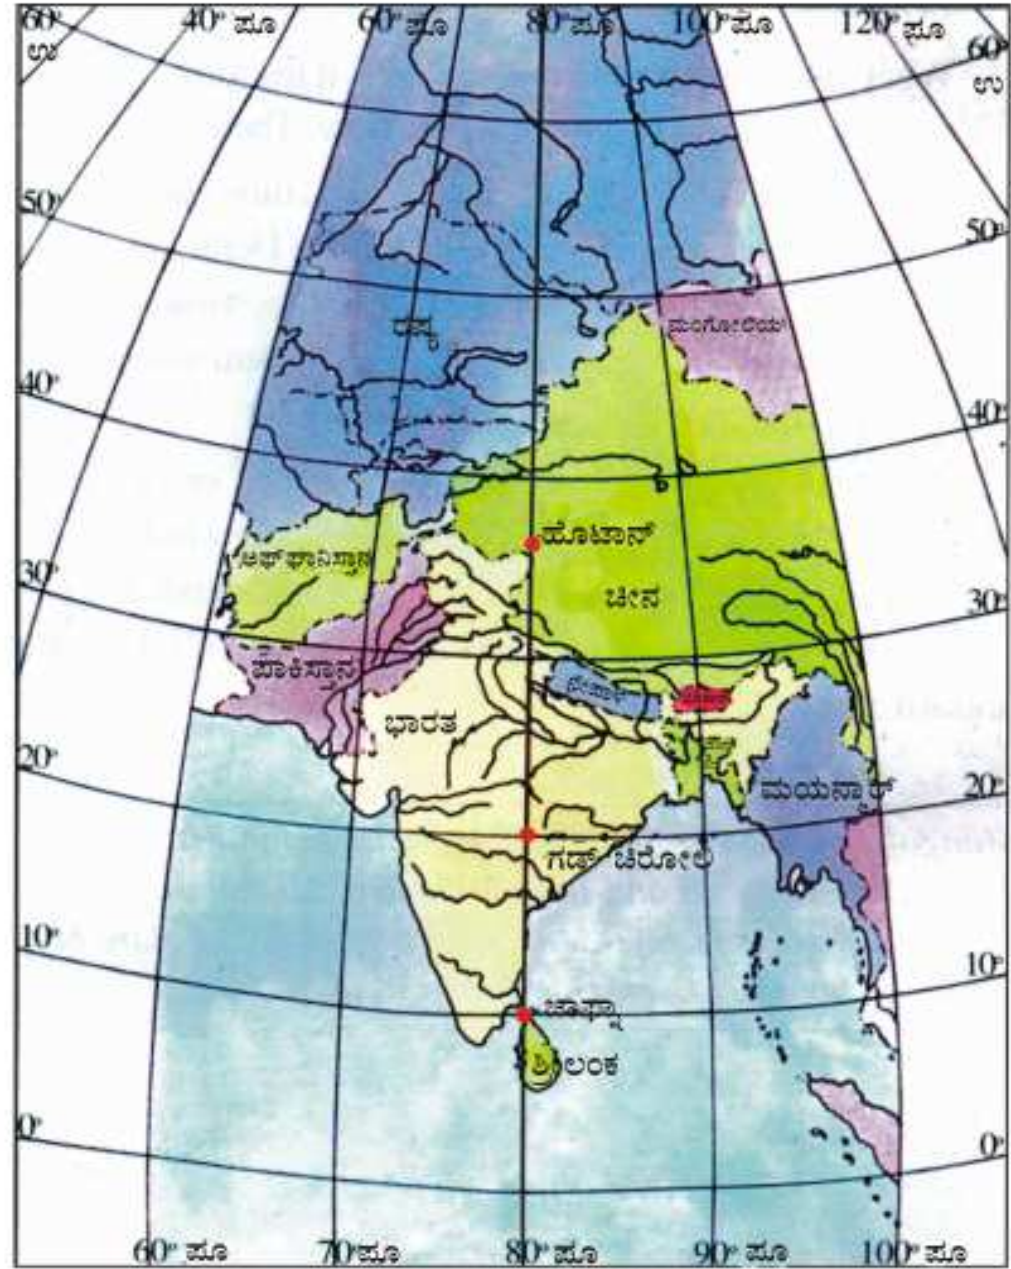 60° 40° ಪೂ 60° ಪೂ 80° ಪೂ 100° ಪೂ 120° ಪೂ
ಉ 60°
ಉ
50° 50°
ರಷ್ಯ ಮಂಗೋಲಿಯ
40° 40°
ಹೊಟಾನ್
ಅಫ್ಘಾನಿಸ್ತಾನ
30° ಚೀನ 30°
ಪಾಕಿಸ್ತಾನ
ನೇಪಾಳ
ಭಾರತ
20° ಮಯನ್ಮಾರ್ 20°
ಗಡ್ ಚಿರೋಲಿ
10° 10°
ಜಾಫ್ನಾ
ಶ್ರೀಲಂಕ
0° 0°
60° ಪೂ 70° ಪೂ 80° ಪೂ 90° ಪೂ 100° ಪೂ